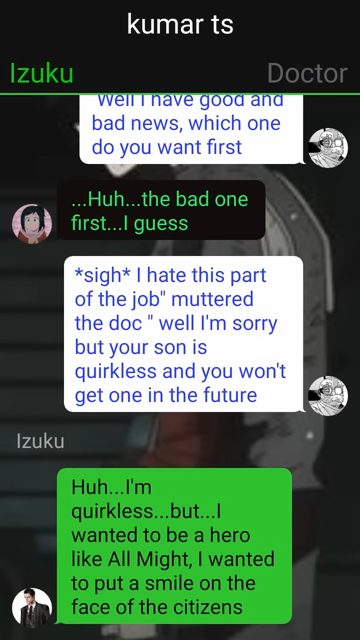 kumar ts
Izuku
Doctor
"Well I have good and
bad news, which one
do you want first
...Huh...the bad one
first...I guess
*sigh* I hate this part
of the job" muttered
the doc " well I'm sorry
but your son is
quirkless and you won't
get one in the future
Izuku
Huh...I'm
quirkless...but...I
wanted to be a hero
like All Might, I wanted
to put a smile on the
face of the citizens